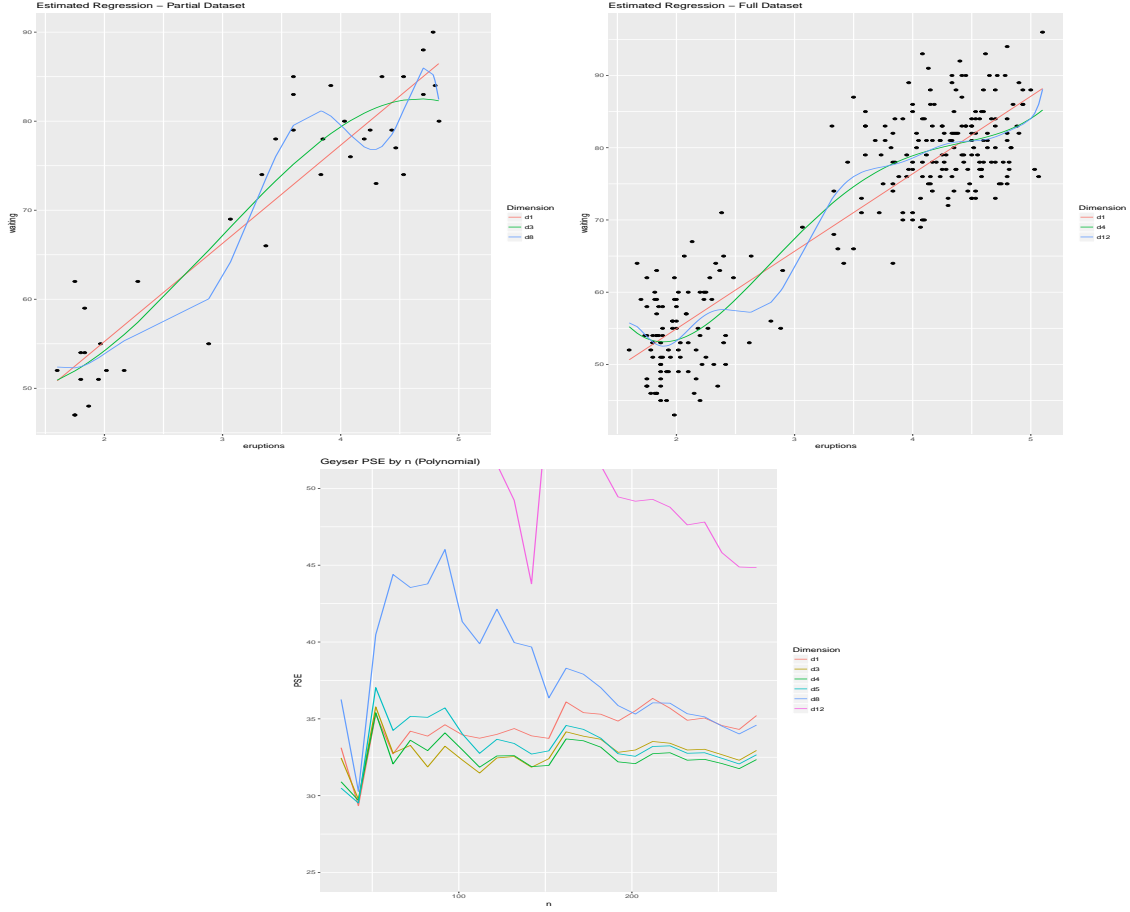 Estimated Regression – Partial Dataset
90
80
70
60
50
waiting
2
3
4
5
eruptions
Dimension
d1
d3
d8
Estimated Regression – Full Dataset
90
80
70
60
50
waiting
2
3
4
5
eruptions
Dimension
d1
d4
d12
Geyser PSE by n (Polynomial)
50
45
40
35
30
25
PSE
100
200
n
Dimension
d1
d3
d4
d5
d8
d12